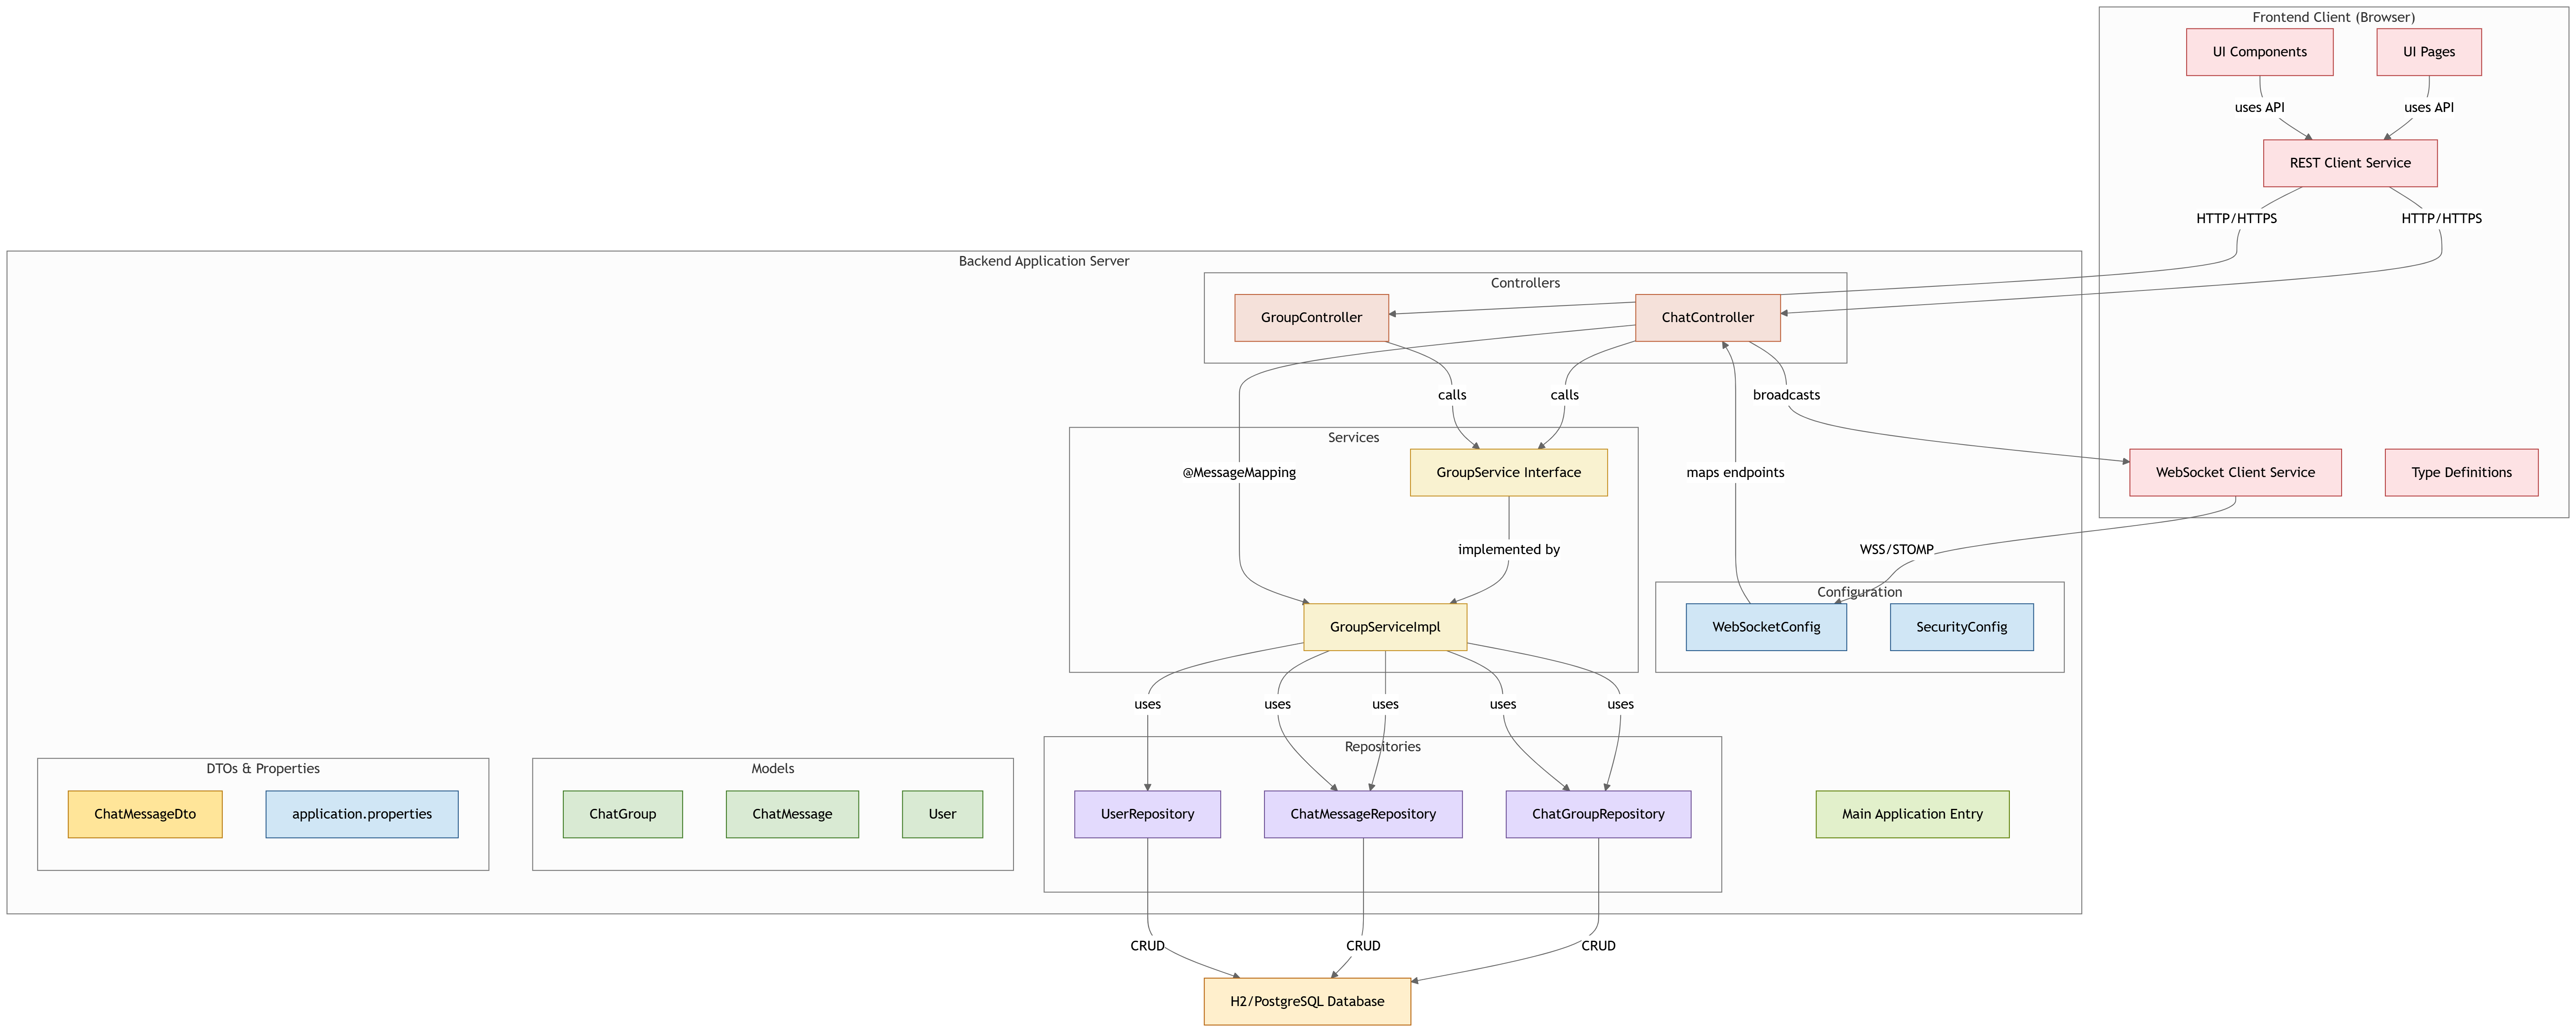 Frontend Client (Browser)
UI Components
UI Pages
uses API
uses API
REST Client Service
HTTP/HTTPS
HTTP/HTTPS
Backend Application Server
Controllers
GroupController
ChatController
calls
calls
broadcasts
Services
@MessageMapping
GroupService Interface
maps endpoints
WebSocket Client Service
Type Definitions
implemented by
WSS/STOMP
Configuration
GroupServiceImpl
WebSocketConfig
SecurityConfig
uses
uses
uses
uses
uses
Repositories
DTOs & Properties
Models
ChatMessageDto
application.properties
ChatGroup
ChatMessage
User
UserRepository
ChatMessageRepository
ChatGroupRepository
Main Application Entry
CRUD
CRUD
CRUD
H2/PostgreSQL Database